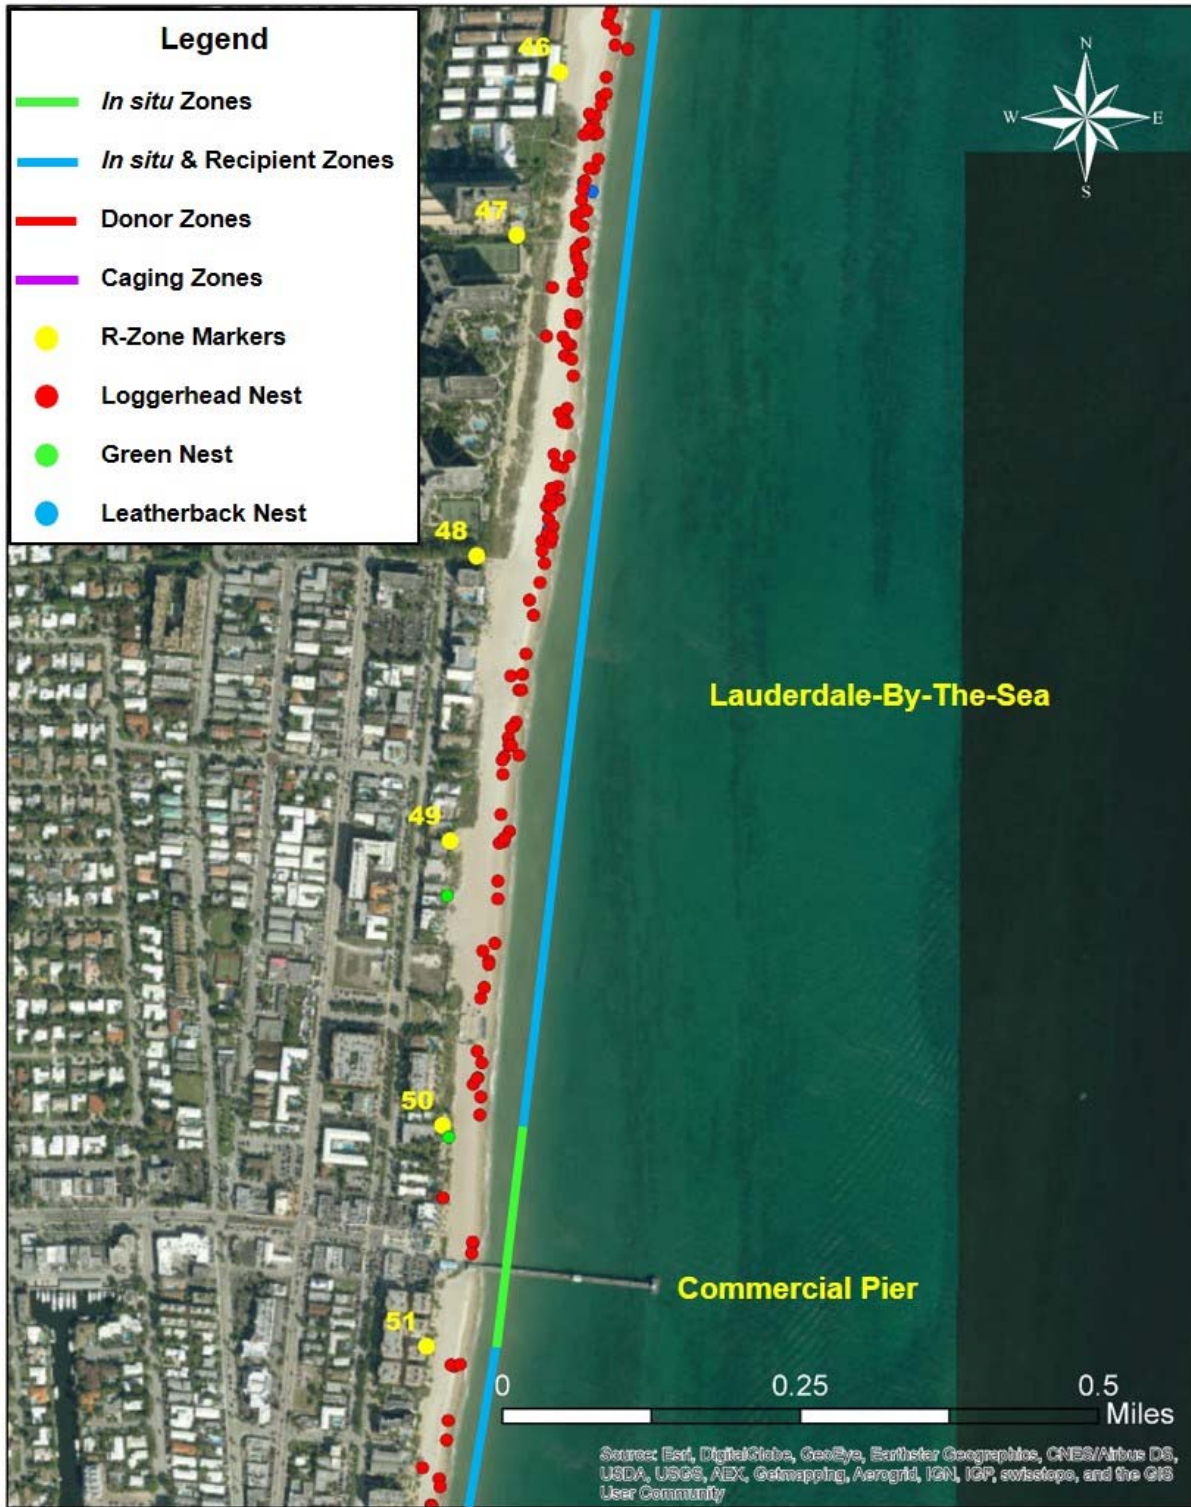 Legend
In situ Zones
In situ & Recipient Zones
Donor Zones
Caging Zones
R-Zone Markers
Loggerhead Nest
Green Nest
Leatherback Nest
N
W
E
S
46
47
48
Lauderdale-By-The-Sea
49
50
Commercial Pier
51
0
0.25
0.5
Miles
Source: Esri, DigitalGlobe, GeoEye, Earthstar Geographics, CNES/Airbus DS,
USDA, USGS, AEX, Getmapping, Aerogrid, IGN, IGP, swisstopo, and the GIS
User Community